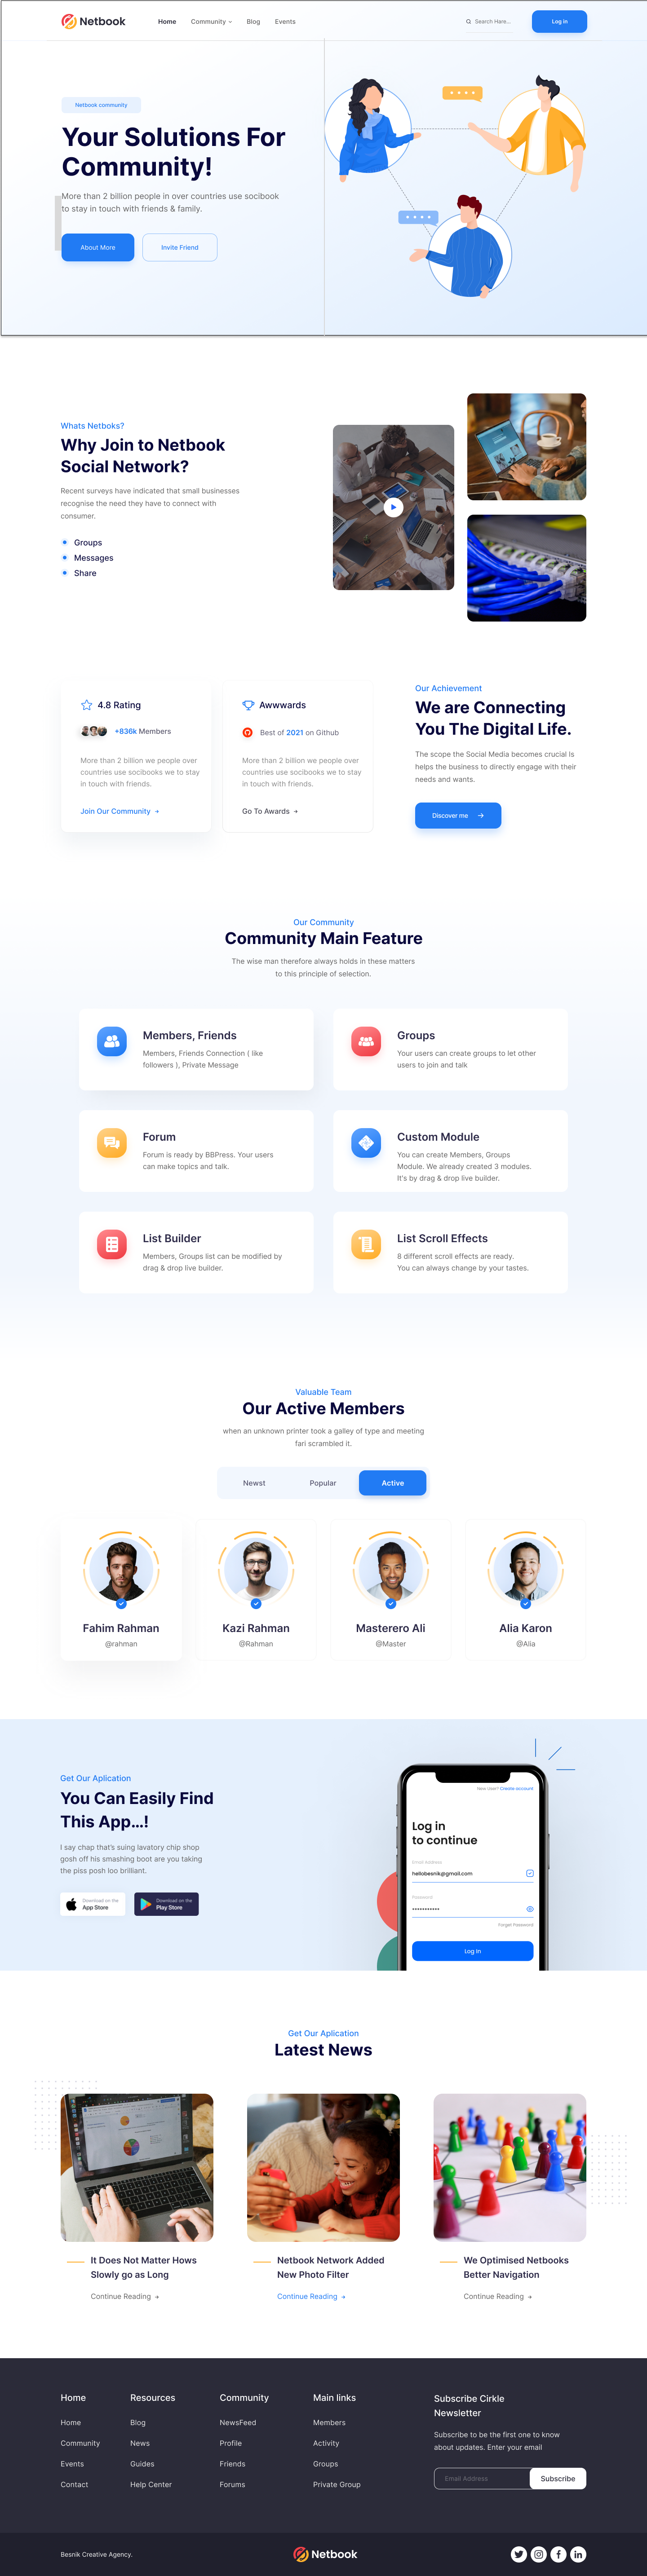 Netbook
Home
Community
Blog
Events
Search Here...
Log in
Netbook community
Your Solutions For
Community!
More than 2 billion people in over countries use socibook
to stay in touch with friends & family.
About More
Invite Friend
Whats Netboks?
Why Join to Netbook
Social Network?
Recent surveys have indicated that small businesses
recognise the need they have to connect with
consumer.
Groups
Messages
Share
4.8 Rating
+836k Members
More than 2 billion we people over
countries use socibooks we to stay
in touch with friends.
Join Our Community
Awwwards
Best of 2021 on Github
More than 2 billion we people over
countries use socibooks we to stay
in touch with friends.
Go To Awards
Our Achievement
We are Connecting
You The Digital Life.
The scope the Social Media becomes crucial Is
helps the business to directly engage with their
needs and wants.
Discover me
Our Community
Community Main Feature
The wise man therefore always holds in these matters
to this principle of selection.
Members, Friends
Members, Friends Connection ( like
followers ), Private Message
Groups
Your users can create groups to let other
users to join and talk
Forum
Forum is ready by BBPress. Your users
can make topics and talk.
Custom Module
You can create Members, Groups
Module. We already created 3 modules.
It's by drag & drop live builder.
List Builder
Members, Groups list can be modified by
drag & drop live builder.
List Scroll Effects
8 different scroll effects are ready.
You can always change by your tastes.
Valuable Team
Our Active Members
when an unknown printer took a galley of type and meeting
fari scrambled it.
Newst
Popular
Active
Fahim Rahman
@rahman
Kazi Rahman
@Rahman
Masterero Ali
@Master
Alia Karon
@Alia
Get Our Aplication
You Can Easily Find
This App...!
I say chap that's suing lavatory chip shop
gosh off his smashing boot are you taking
the piss posh loo brilliant.
Download on the
App Store
Download on the
Play Store
New User? Create account
Log in
to continue
Email Address
hellobesnik@gmail.com
Password
Forget Password
Log In
Get Our Aplication
Latest News
It Does Not Matter Hows
Slowly go as Long
Continue Reading
Netbook Network Added
New Photo Filter
Continue Reading
We Optimised Netbooks
Better Navigation
Continue Reading
Home
Home
Community
Events
Contact
Resources
Blog
News
Guides
Help Center
Community
NewsFeed
Profile
Friends
Forums
Main links
Members
Activity
Groups
Private Group
Subscribe Cirkle
Newsletter
Subscribe to be the first one to know
about updates. Enter your email
Email Address
Subscribe
Besnik Creative Agency.
Netbook